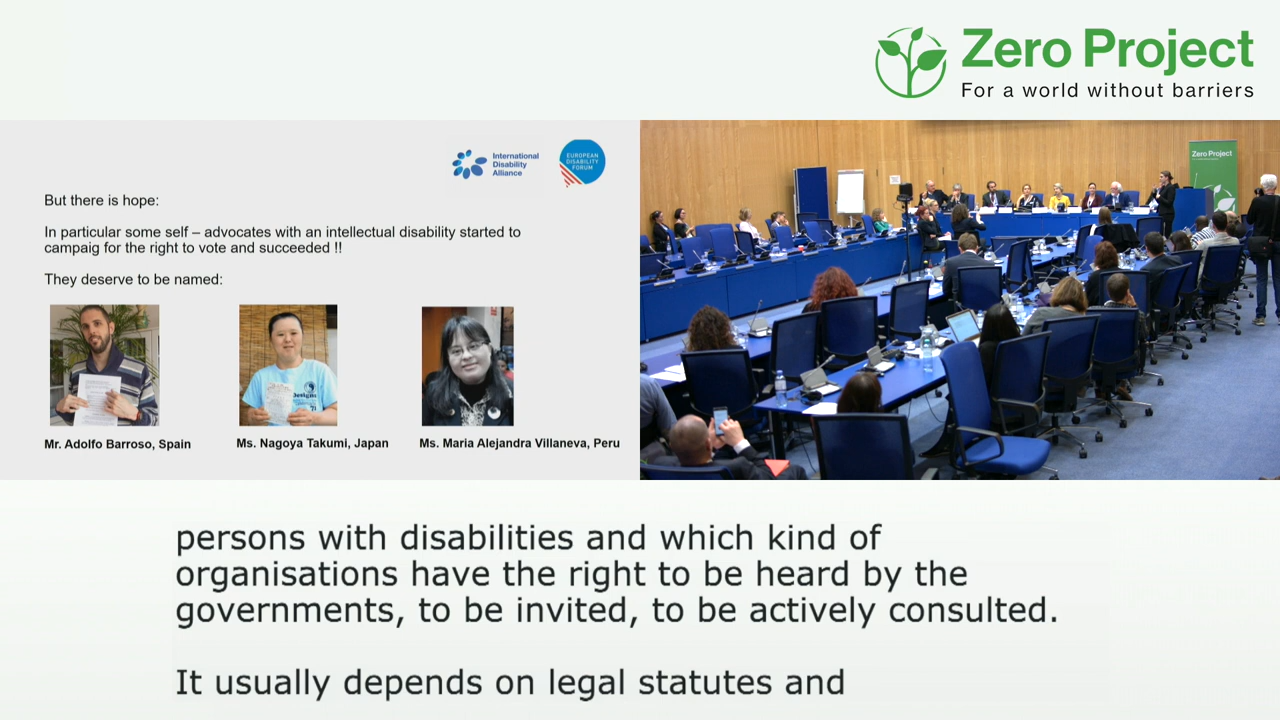 Zero Project
For a world without barriers
International
Disability
Alliance
EUROPEAN
DISABILITY
FORUM
But there is hope:
In particular some self – advocates with an intellectual disability started to
campaig for the right to vote and succeeded !!
They deserve to be named:
Mr. Adolfo Barroso, Spain
Ms. Nagoya Takumi, Japan
Ms. Maria Alejandra Villaneva, Peru
Zero Project
persons with disabilities and which kind of
organisations have the right to be heard by the
governments, to be invited, to be actively consulted.
It usually depends on legal statutes and